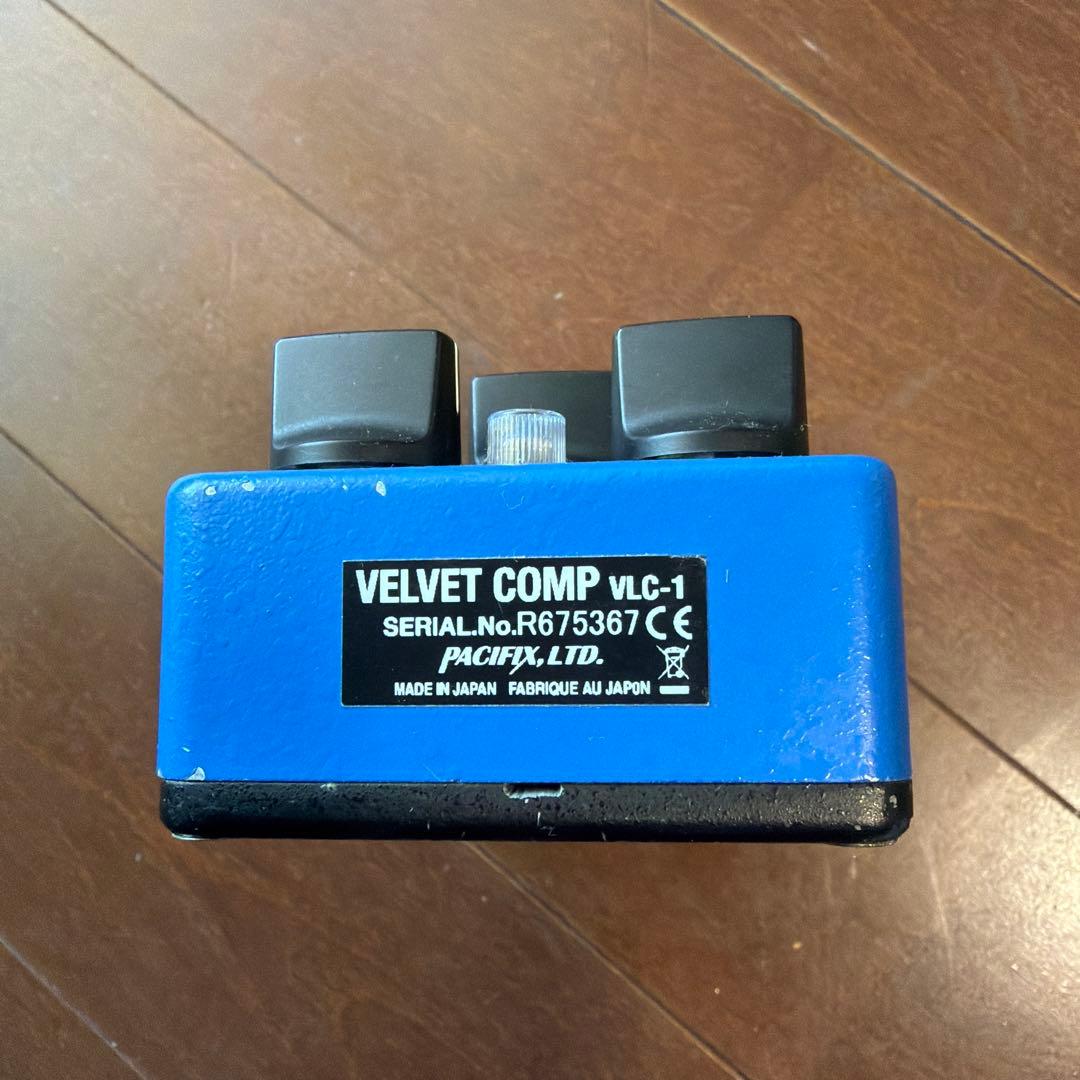 VELVET COMP VLC-1
SERIAL.No.R675367 CE
PACIFIX, LTD.
MADE IN JAPAN FABRIQUE AU JAPON